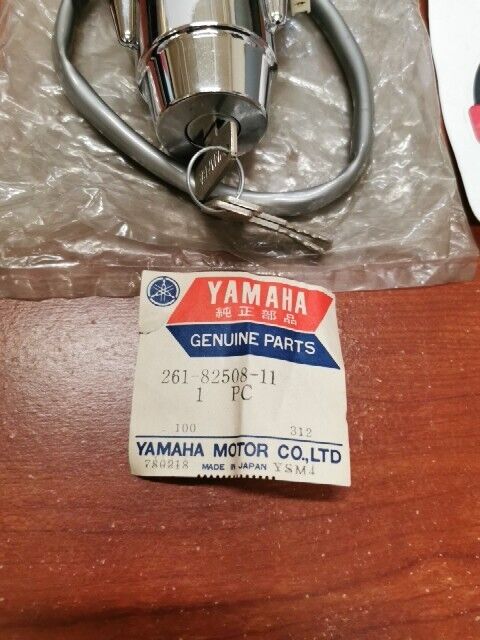 YAMAHA
純正部品
GENUINE PARTS
261-82508-11
1 PC
100 312
YAMAHA MOTOR CO.,LTD
780218 MADE IN JAPAN YSM4